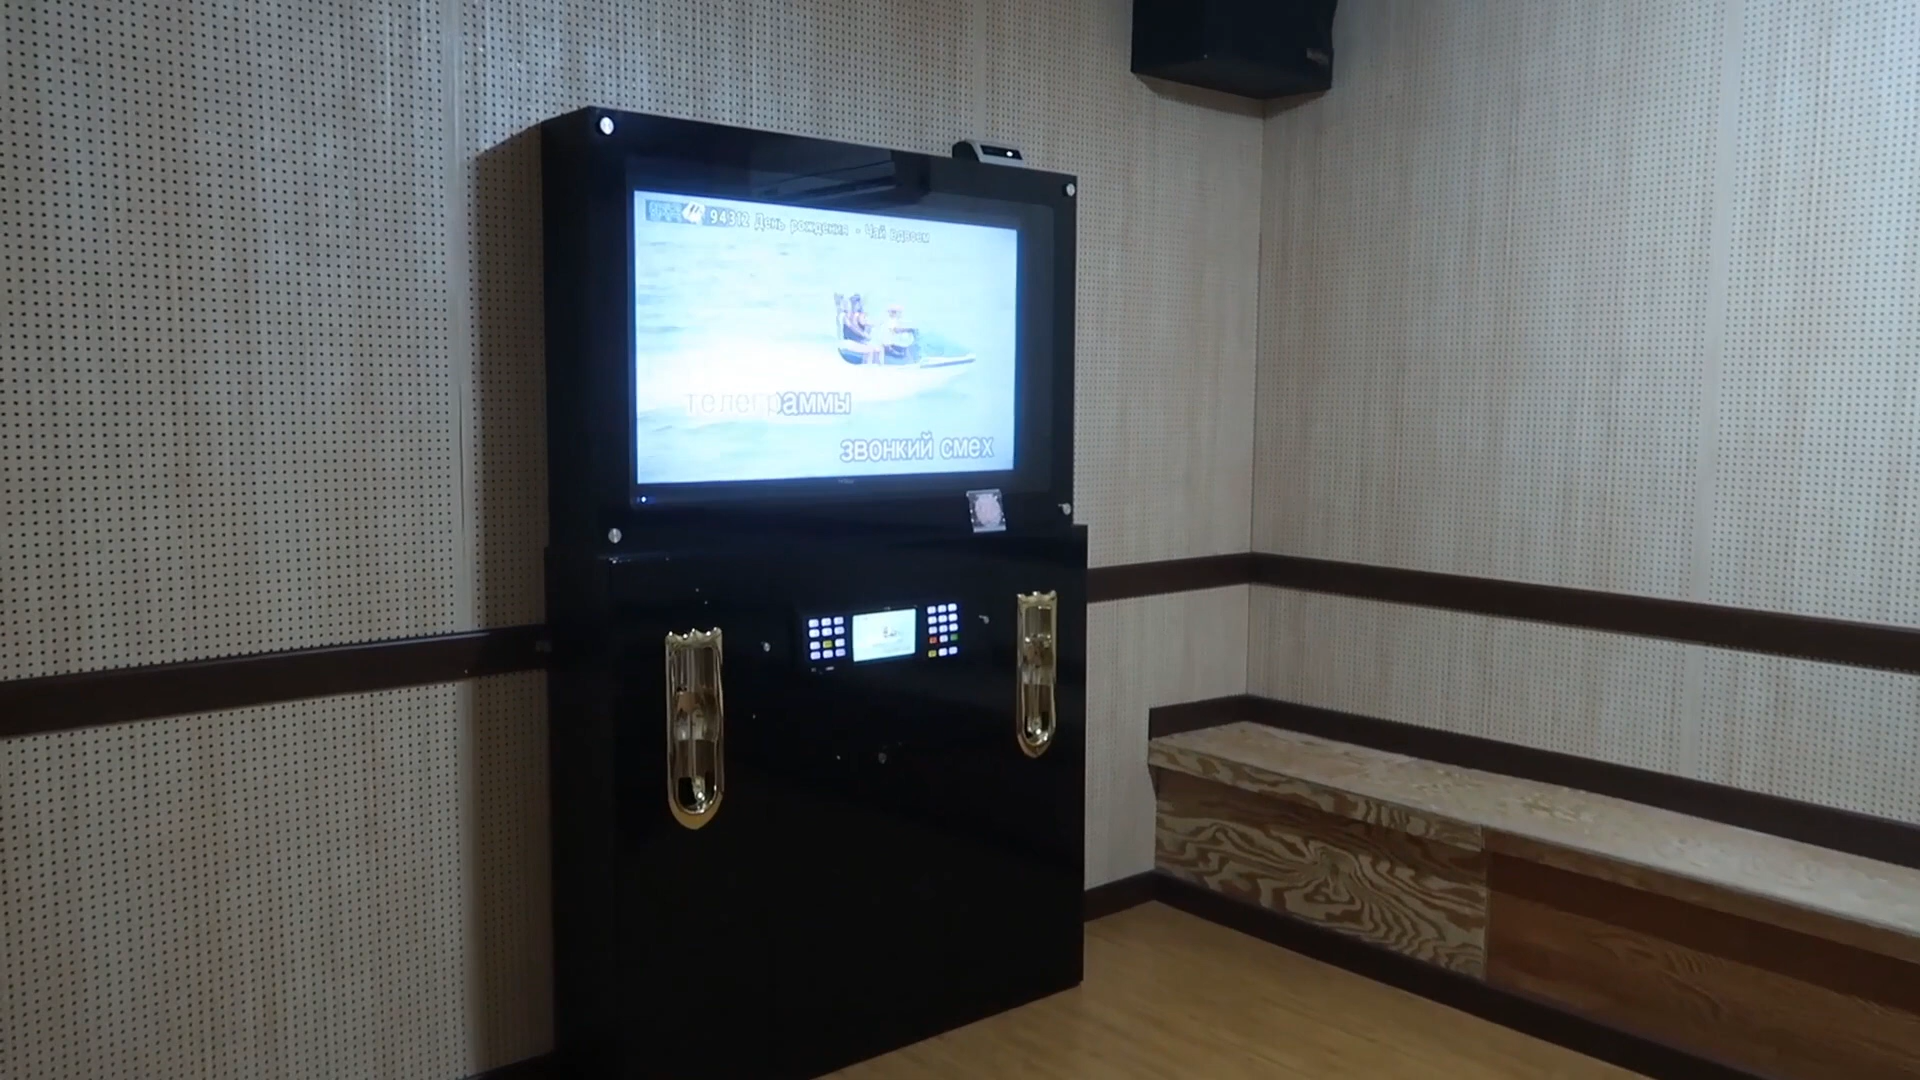 94312 День рождения - Чай вдвоем
телеграммы
звонкий смех